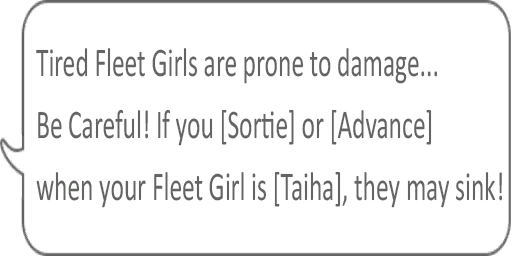 Tired Fleet Girls are prone to damage...
Be Careful! If you [Sortie] or [Advance]
when your Fleet Girl is [Taiha], they may sink!